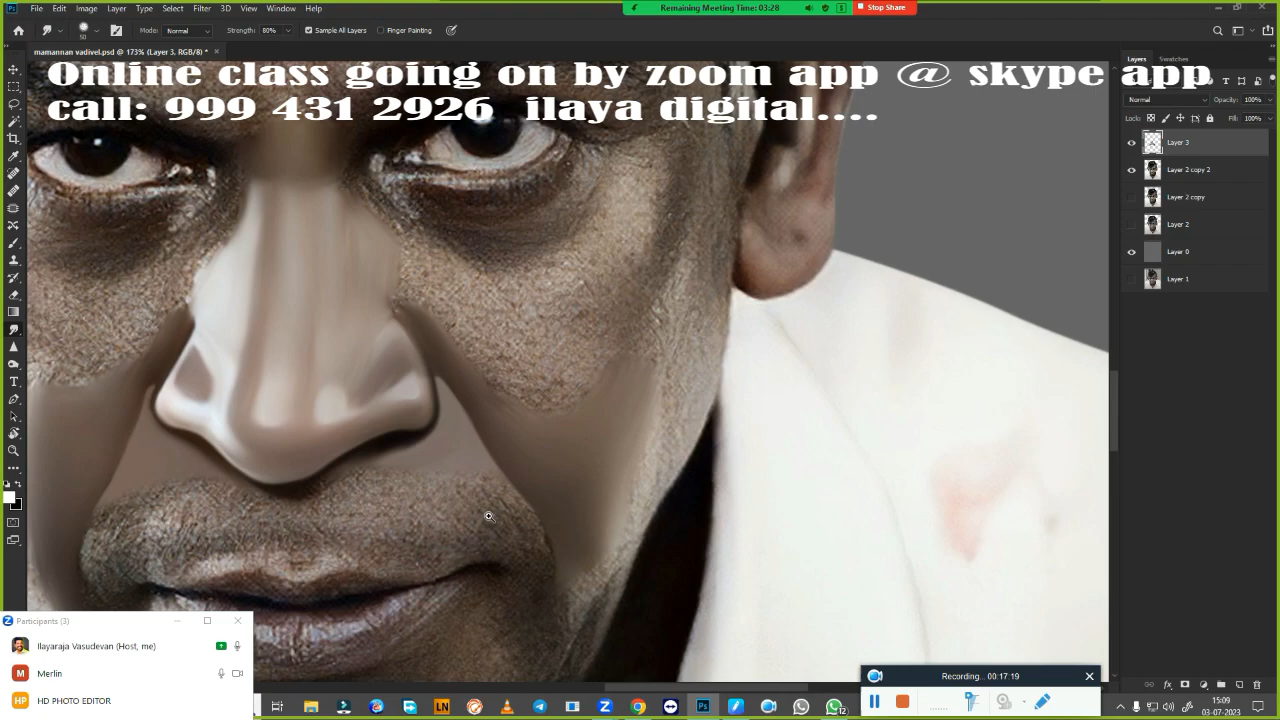 File Edit Image Layer Type Select Filter 3D View Window Help
Remaining Meeting Time: 03:28
Stop Share
50 Mode: Normal Strength: 80% Sample All Layers Finger Painting
mamannan vadivel.psd @ 173% (Layer 3, RGB/8) *
Online class going on by zoom app @ skype app
call: 999 431 2926 ilaya digital....
Layers Swatches
Normal Opacity: 100%
Lock: Fill: 100%
Layer 3
Layer 2 copy 2
Layer 2 copy
Layer 2
Layer 0
Layer 1
Participants (3)
Ilayaraja Vasudevan (Host, me)
M Merlin
HP HD PHOTO EDITOR
Recording... 00:17:19
15:09
03-07-2023